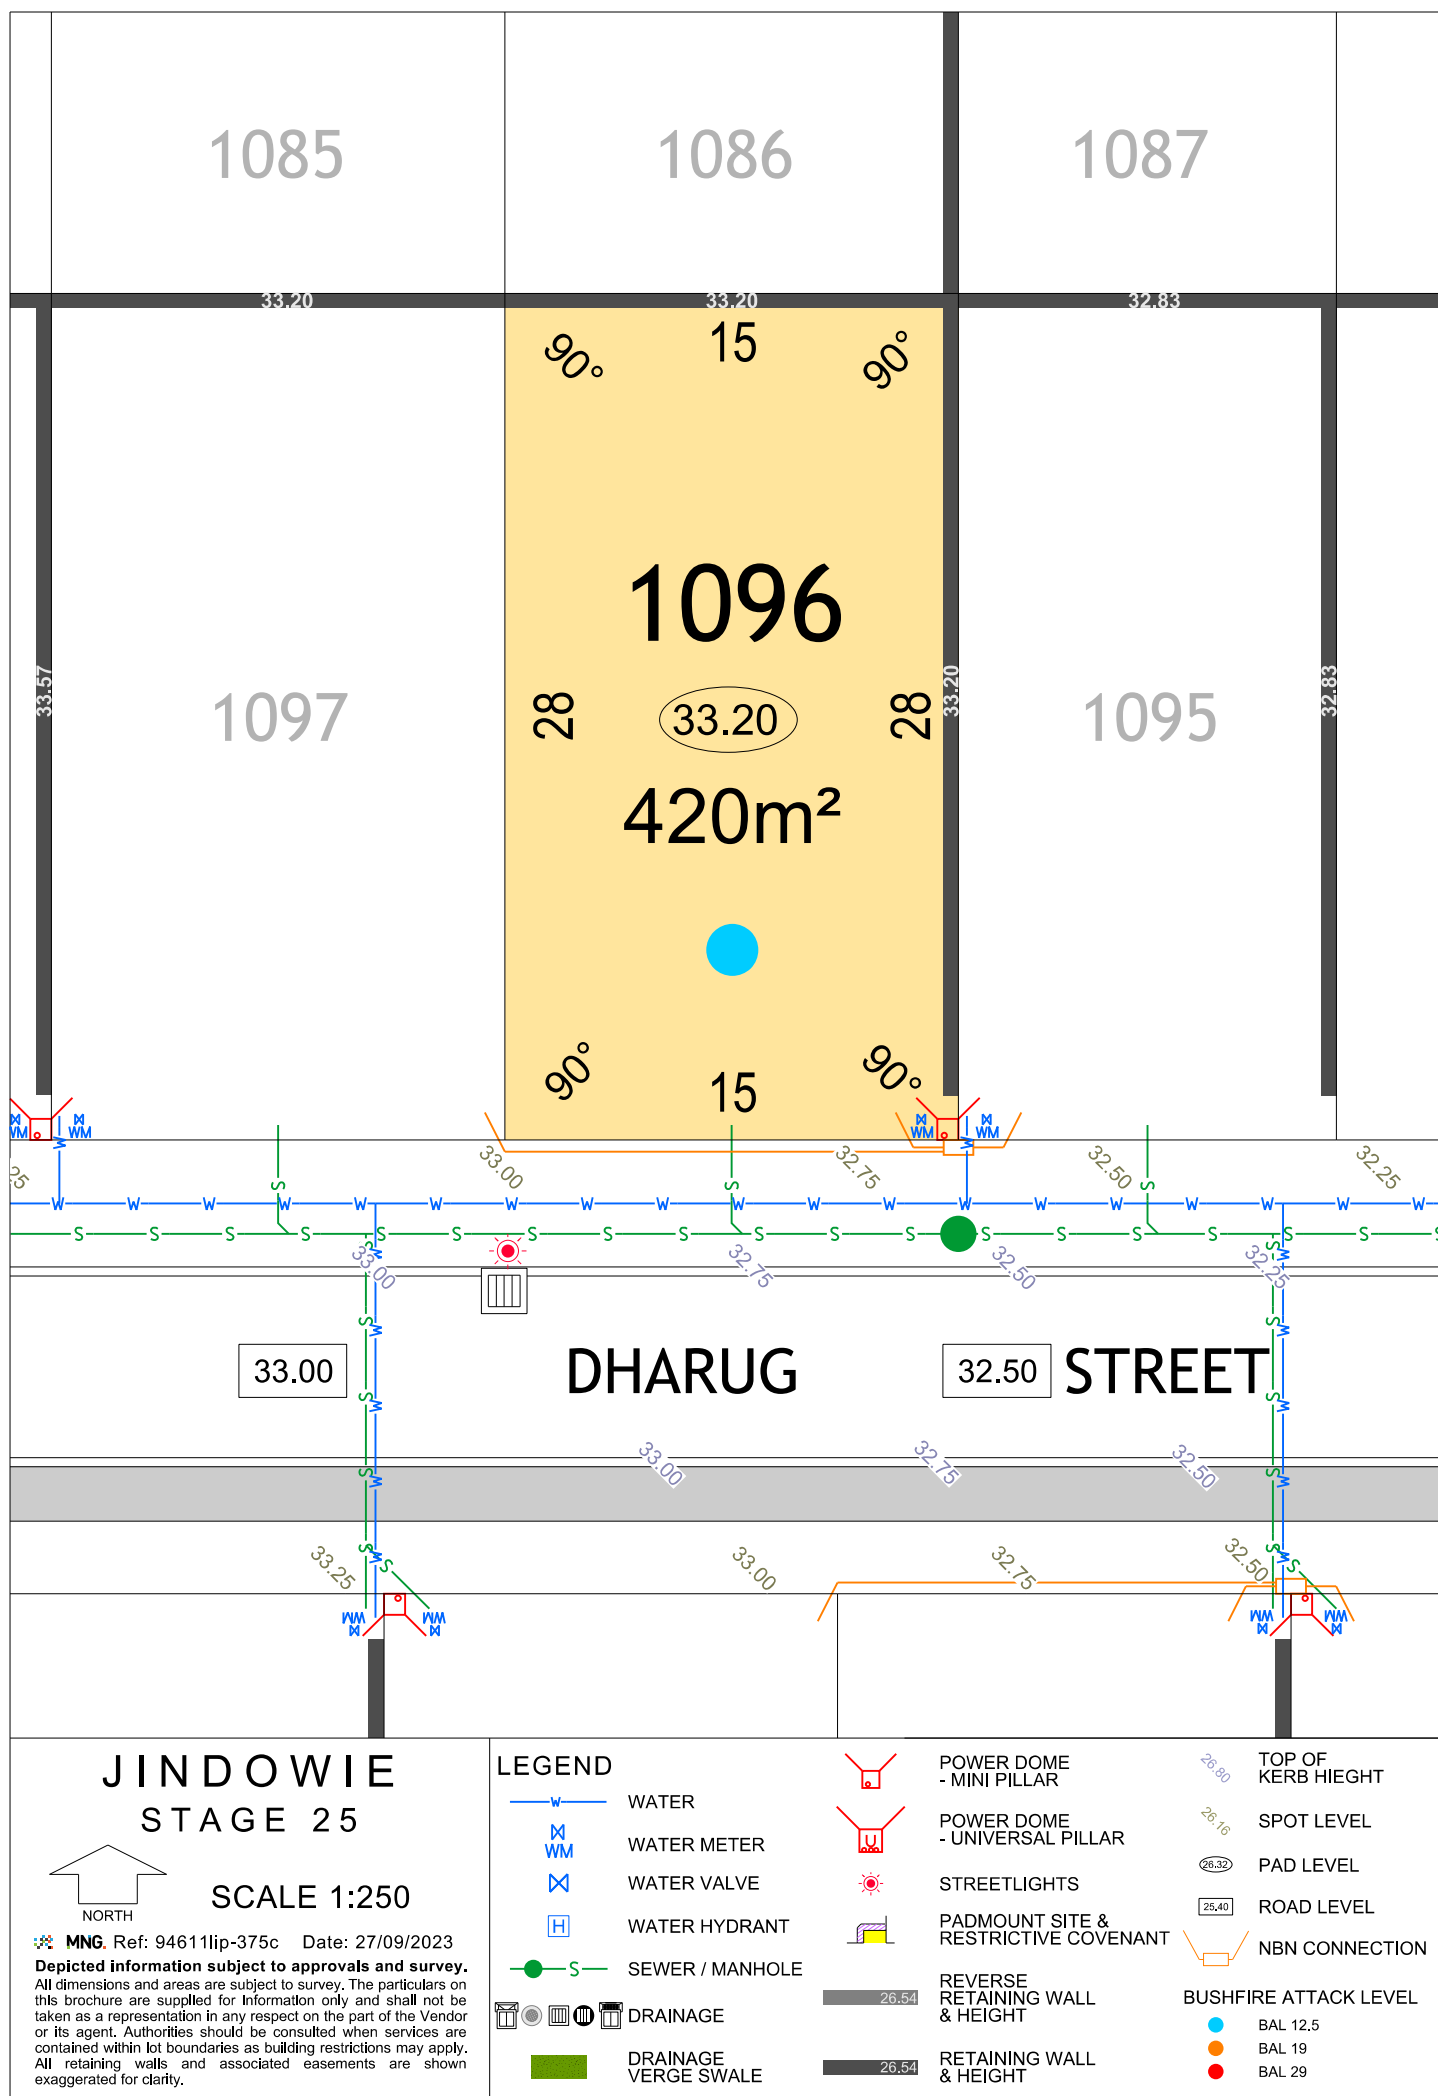 1085
1086
1087
33.20
33.20
32.83
90°
15
90°
1096
33.57
1097
28
33.20
28
33.20
1095
32.83
420m²
90°
15
90°
WM
WM
WM
WM
25
33.00
32.75
32.50
32.25
W W W W W W W W W W W W W W W W W W W
S S S S S S S S S S S S S S S S S
33.00
32.75
32.50
32.25
33.00
DHARUG
32.50
STREET
33.00
32.75
32.50
33.25
33.00
32.75
32.50
WM
WM
WM
WM
JINDOWIE
STAGE 25
NORTH
SCALE 1:250
MNG. Ref: 94611lip-375c Date: 27/09/2023
Depicted information subject to approvals and survey.
All dimensions and areas are subject to survey. The particulars on
this brochure are supplied for information only and shall not be
taken as a representation in any respect on the part of the Vendor
or its agent. Authorities should be consulted when services are
contained within lot boundaries as building restrictions may apply.
All retaining walls and associated easements are shown
exaggerated for clarity.
LEGEND
W WATER
WM WATER METER
WATER VALVE
H WATER HYDRANT
S SEWER / MANHOLE
DRAINAGE
DRAINAGE
VERGE SWALE
POWER DOME
- MINI PILLAR
U POWER DOME
- UNIVERSAL PILLAR
STREETLIGHTS
PADMOUNT SITE &
RESTRICTIVE COVENANT
REVERSE
26.54 RETAINING WALL
& HEIGHT
26.54 RETAINING WALL
& HEIGHT
26.80 TOP OF
KERB HIEGHT
26.16 SPOT LEVEL
26.32 PAD LEVEL
25.40 ROAD LEVEL
NBN CONNECTION
BUSHFIRE ATTACK LEVEL
BAL 12.5
BAL 19
BAL 29